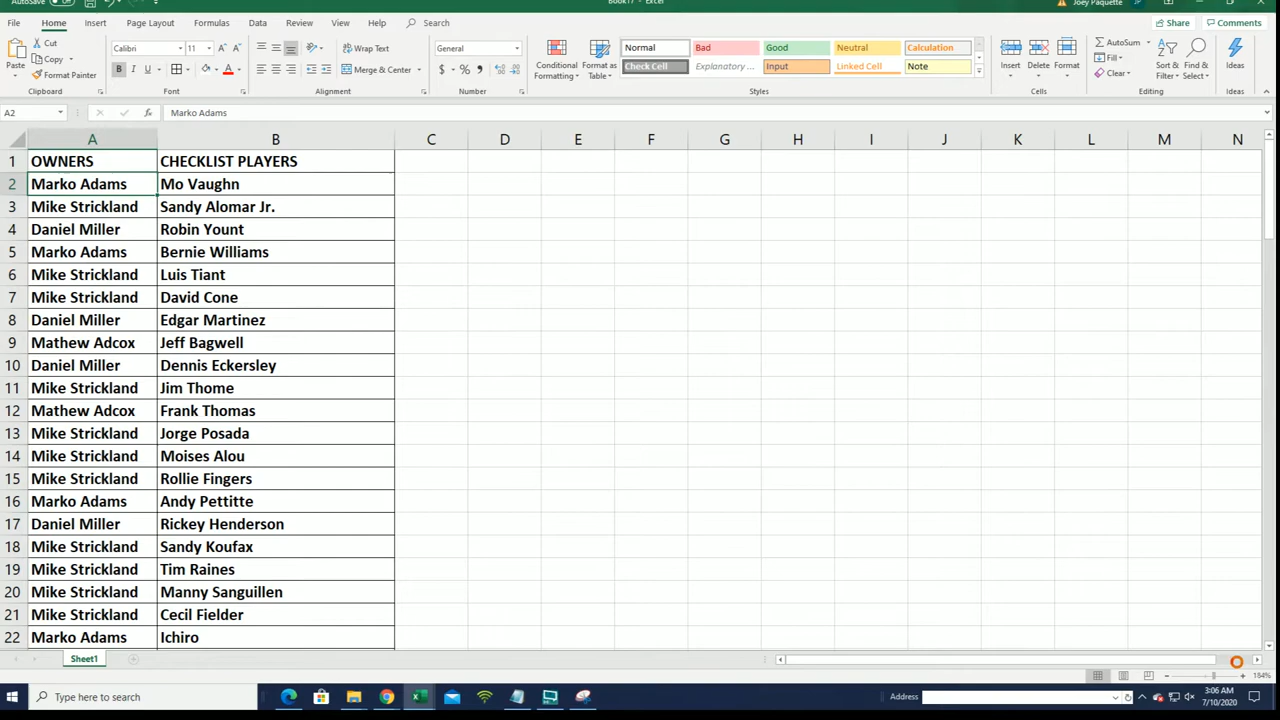 AutoSave Off Book17 - Excel Joey Paquette JP
File Home Insert Page Layout Formulas Data Review View Help Search Share Comments
Paste Cut Copy Format Painter Clipboard
Calibri 11 B I U Font
Wrap Text Merge & Center Alignment
General $ % Number
Conditional Formatting Format as Table
Normal Bad Good Neutral Calculation
Check Cell Explanatory ... Input Linked Cell Note
Styles
Insert Delete Format Cells
AutoSum Fill Clear Sort & Filter Find & Select Editing
Ideas Ideas
A2 fx Marko Adams
A B C D E F G H I J K L M N
1 OWNERS CHECKLIST PLAYERS
2 Marko Adams Mo Vaughn
3 Mike Strickland Sandy Alomar Jr.
4 Daniel Miller Robin Yount
5 Marko Adams Bernie Williams
6 Mike Strickland Luis Tiant
7 Mike Strickland David Cone
8 Daniel Miller Edgar Martinez
9 Mathew Adcox Jeff Bagwell
10 Daniel Miller Dennis Eckersley
11 Mike Strickland Jim Thome
12 Mathew Adcox Frank Thomas
13 Mike Strickland Jorge Posada
14 Mike Strickland Moises Alou
15 Mike Strickland Rollie Fingers
16 Marko Adams Andy Pettitte
17 Daniel Miller Rickey Henderson
18 Mike Strickland Sandy Koufax
19 Mike Strickland Tim Raines
20 Mike Strickland Manny Sanguillen
21 Mike Strickland Cecil Fielder
22 Marko Adams Ichiro
Sheet1
184%
Type here to search Address 3:06 AM
7/10/2020